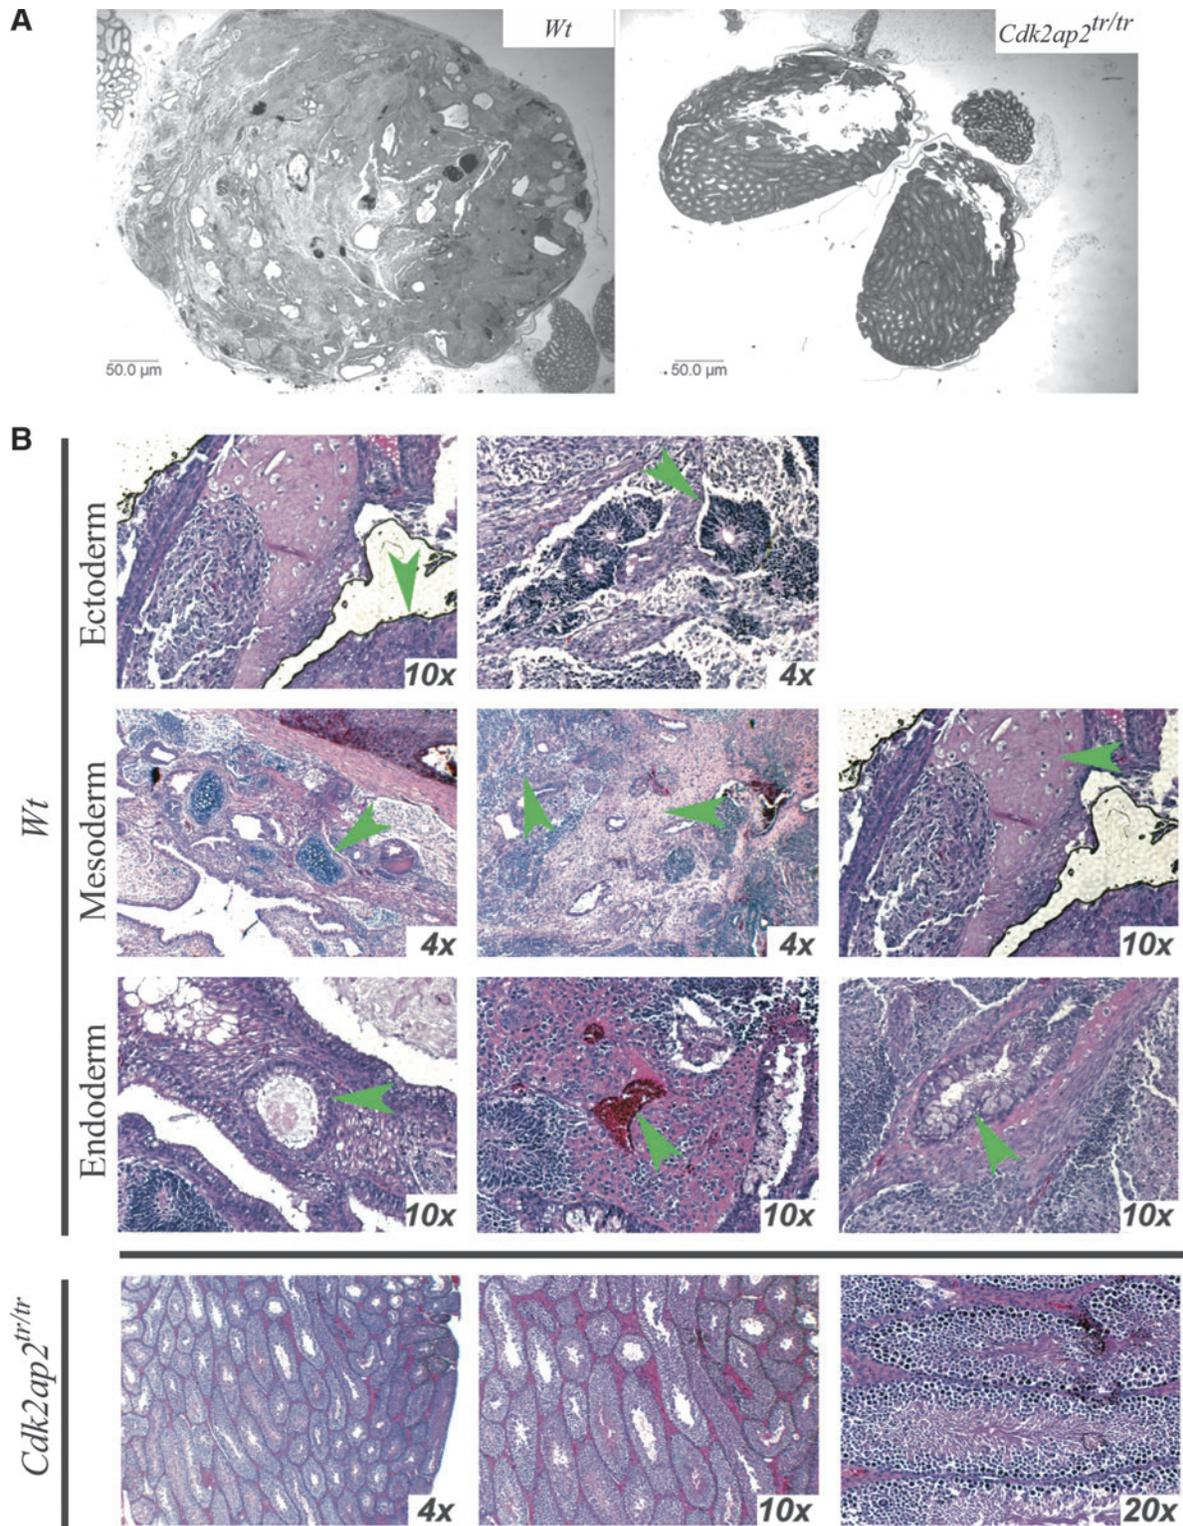 A
Wt
Cdk2ap2tr/tr
50.0 µm
50.0 µm
B
Wt
Ectoderm
10x
4x
Mesoderm
4x
4x
10x
Endoderm
10x
10x
10x
Cdk2ap2tr/tr
4x
10x
20x